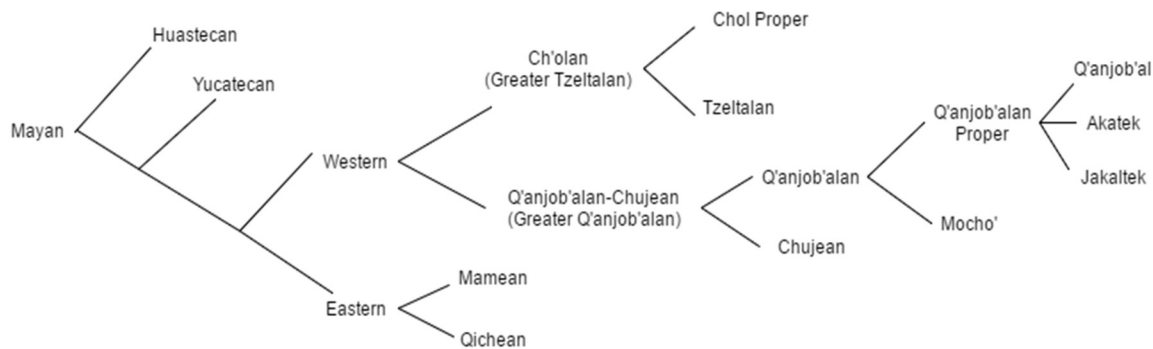 Mayan
Huastecan
Yucatecan
Western
Eastern
Ch'olan
(Greater Tzeltalan)
Q'anjob'alan-Chujean
(Greater Q'anjob'alan)
Mamean
Qichean
Chol Proper
Tzeltalan
Q'anjob'alan
Chujean
Q'anjob'alan
Proper
Mocho'
Q'anjob'al
Akatek
Jakaltek